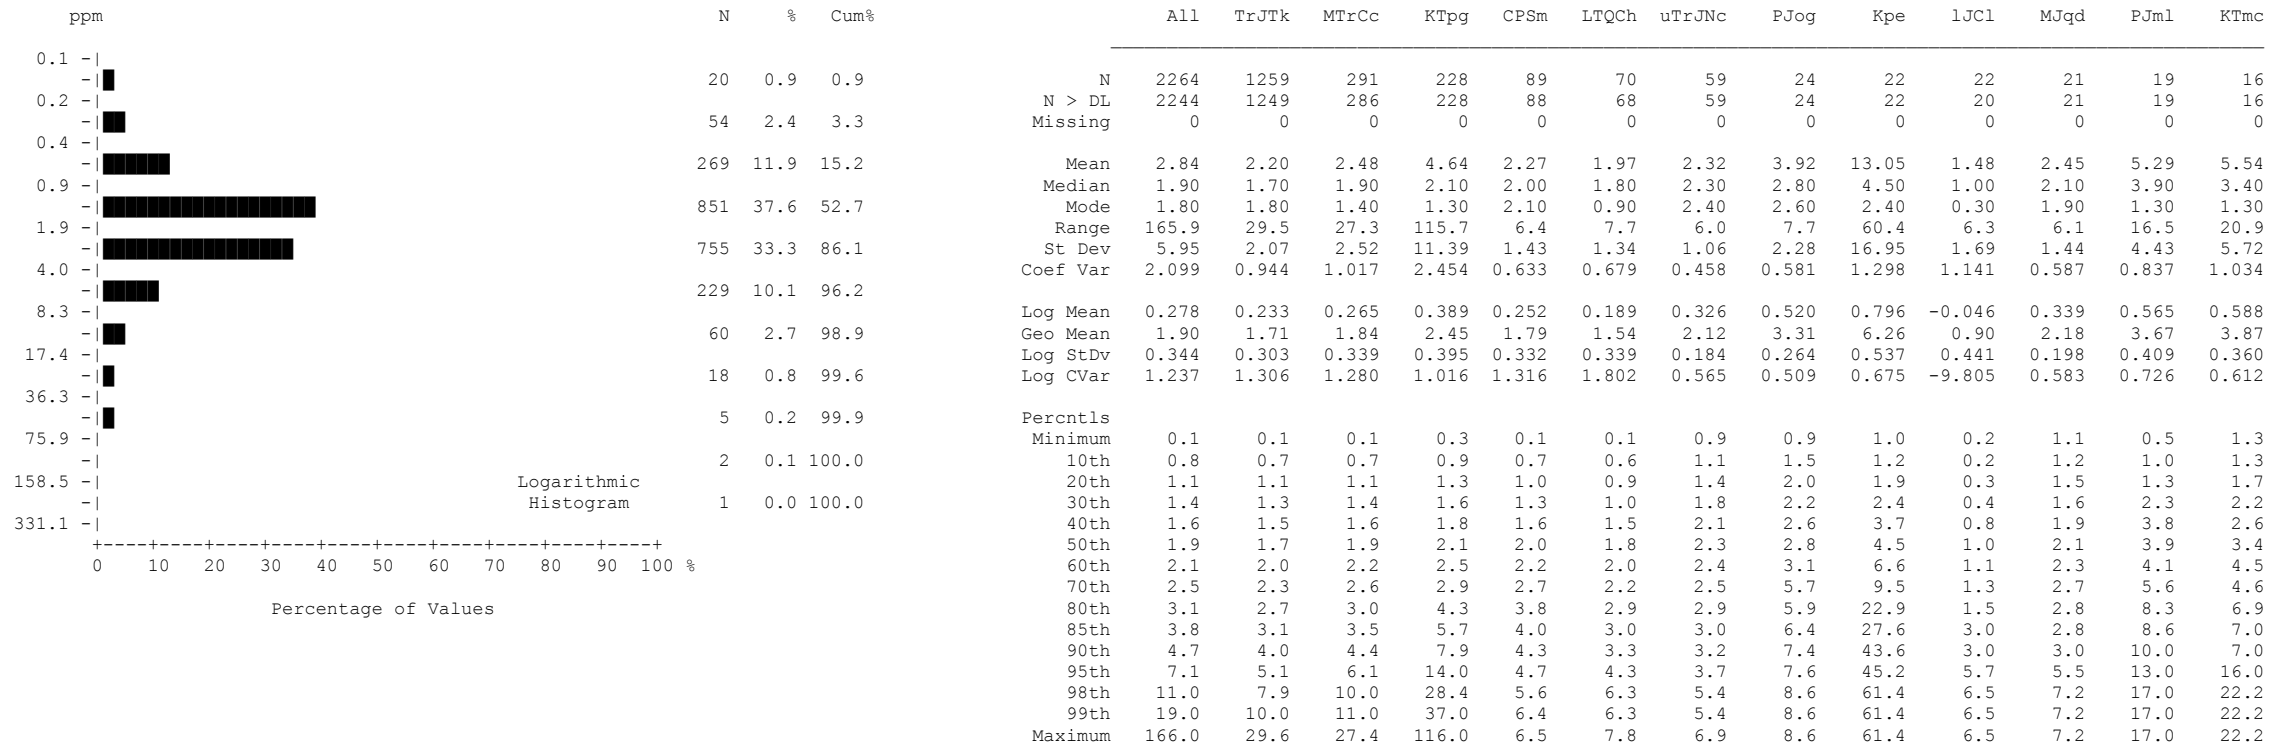 ppm N % Cum% All TrJTk MTrCc KTpg CPSm LTQCh uTrJNc PJog Kpe lJCl MJqd PJml KTmc
0.1 -|
-| 20 0.9 0.9 N 2264 1259 291 228 89 70 59 24 22 22 21 19 16
0.2 -| N > DL 2244 1249 286 228 88 68 59 24 22 20 21 19 16
-| 54 2.4 3.3 Missing 0 0 0 0 0 0 0 0 0 0 0 0 0
0.4 -|
-| 269 11.9 15.2 Mean 2.84 2.20 2.48 4.64 2.27 1.97 2.32 3.92 13.05 1.48 2.45 5.29 5.54
0.9 -| Median 1.90 1.70 1.90 2.10 2.00 1.80 2.30 2.80 4.50 1.00 2.10 3.90 3.40
-| 851 37.6 52.7 Mode 1.80 1.80 1.40 1.30 2.10 0.90 2.40 2.60 2.40 0.30 1.90 1.30 1.30
1.9 -| Range 165.9 29.5 27.3 115.7 6.4 7.7 6.0 7.7 60.4 6.3 6.1 16.5 20.9
-| 755 33.3 86.1 St Dev 5.95 2.07 2.52 11.39 1.43 1.34 1.06 2.28 16.95 1.69 1.44 4.43 5.72
4.0 -| Coef Var 2.099 0.944 1.017 2.454 0.633 0.679 0.458 0.581 1.298 1.141 0.587 0.837 1.034
-| 229 10.1 96.2
8.3 -| Log Mean 0.278 0.233 0.265 0.389 0.252 0.189 0.326 0.520 0.796 -0.046 0.339 0.565 0.588
-| 60 2.7 98.9 Geo Mean 1.90 1.71 1.84 2.45 1.79 1.54 2.12 3.31 6.26 0.90 2.18 3.67 3.87
17.4 -| Log StDv 0.344 0.303 0.339 0.395 0.332 0.339 0.184 0.264 0.537 0.441 0.198 0.409 0.360
-| 18 0.8 99.6 Log CVar 1.237 1.306 1.280 1.016 1.316 1.802 0.565 0.509 0.675 -9.805 0.583 0.726 0.612
36.3 -|
-| 5 0.2 99.9 Percntls
75.9 -| Minimum 0.1 0.1 0.1 0.3 0.1 0.1 0.9 0.9 1.0 0.2 1.1 0.5 1.3
-| 2 0.1 100.0 10th 0.8 0.7 0.7 0.9 0.7 0.6 1.1 1.5 1.2 0.2 1.2 1.0 1.3
158.5 -| Logarithmic 20th 1.1 1.1 1.1 1.3 1.0 0.9 1.4 2.0 1.9 0.3 1.5 1.3 1.7
-| Histogram 1 0.0 100.0 30th 1.4 1.3 1.4 1.6 1.3 1.0 1.8 2.2 2.4 0.4 1.6 2.3 2.2
331.1 -| 40th 1.6 1.5 1.6 1.8 1.6 1.5 2.1 2.6 3.7 0.8 1.9 3.8 2.6
+----+----+----+----+----+----+----+----+----+----+ 50th 1.9 1.7 1.9 2.1 2.0 1.8 2.3 2.8 4.5 1.0 2.1 3.9 3.4
0 10 20 30 40 50 60 70 80 90 100 % 60th 2.1 2.0 2.2 2.5 2.2 2.0 2.4 3.1 6.6 1.1 2.3 4.1 4.5
70th 2.5 2.3 2.6 2.9 2.7 2.2 2.5 5.7 9.5 1.3 2.7 5.6 4.6
Percentage of Values 80th 3.1 2.7 3.0 4.3 3.8 2.9 2.9 5.9 22.9 1.5 2.8 8.3 6.9
85th 3.8 3.1 3.5 5.7 4.0 3.0 3.0 6.4 27.6 3.0 2.8 8.6 7.0
90th 4.7 4.0 4.4 7.9 4.3 3.3 3.2 7.4 43.6 3.0 3.0 10.0 7.0
95th 7.1 5.1 6.1 14.0 4.7 4.3 3.7 7.6 45.2 5.7 5.5 13.0 16.0
98th 11.0 7.9 10.0 28.4 5.6 6.3 5.4 8.6 61.4 6.5 7.2 17.0 22.2
99th 19.0 10.0 11.0 37.0 6.4 6.3 5.4 8.6 61.4 6.5 7.2 17.0 22.2
Maximum 166.0 29.6 27.4 116.0 6.5 7.8 6.9 8.6 61.4 6.5 7.2 17.0 22.2